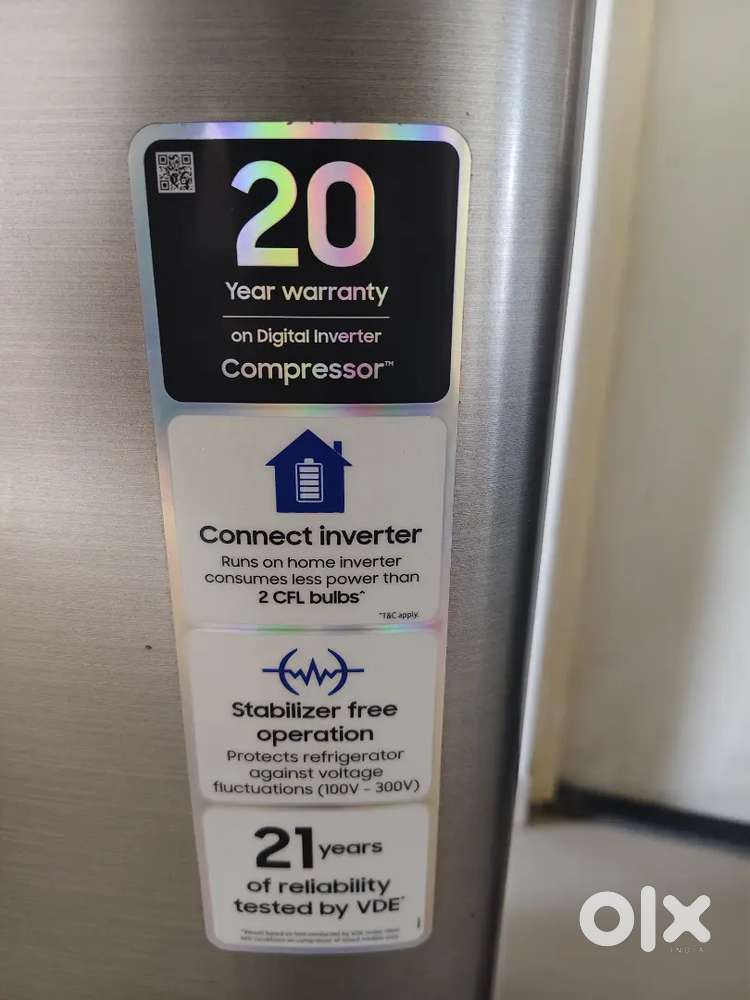 20
Year warranty
on Digital Inverter
Compressor™
Connect inverter
Runs on home inverter
consumes less power than
2 CFL bulbs^
*T&C apply.
Stabilizer free
operation
Protects refrigerator
against voltage
fluctuations (100V - 300V)
21 years
of reliability
tested by VDE*
olx
INDIA